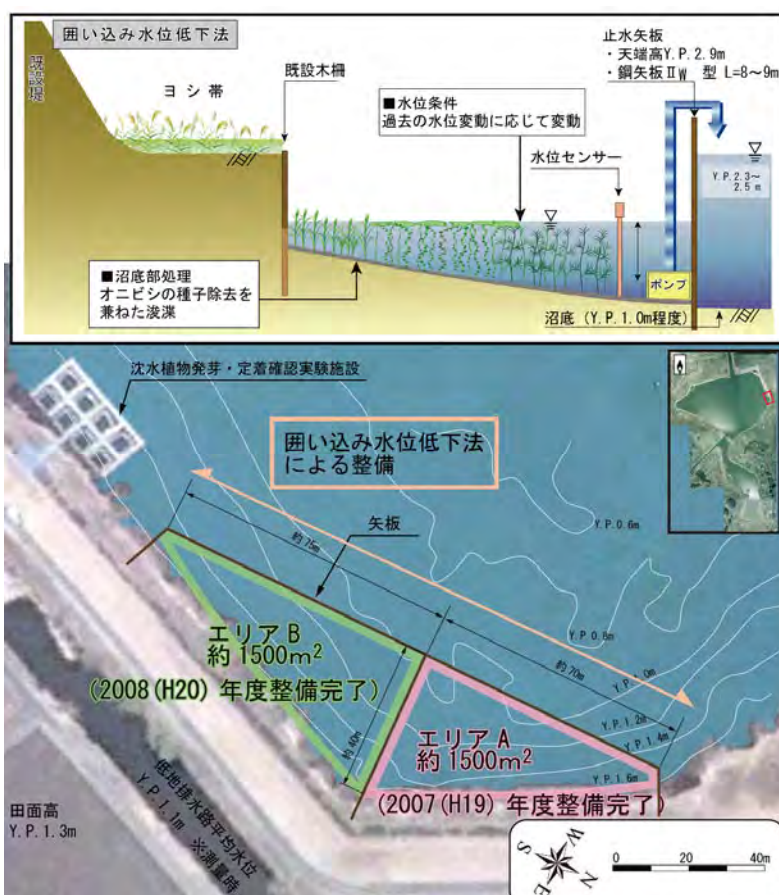 囲い込み水位低下法
既設堤
ヨシ帯
既設木柵
止水矢板
・天端高Y.P.2.9m
・鋼矢板ⅡW 型 L=8〜9m
■水位条件
過去の水位変動に応じて変動
水位センサー
Y.P.2.3〜
2.5 m
■沼底部処理
オニビシの種子除去を
兼ねた浚渫
ポンプ
沼底 (Y.P.1.0m程度)
沈水植物発芽・定着確認実験施設
囲い込み水位低下法
による整備
Y.P.0.6m
矢板
約75m
Y.P.0.8m
エリアB
約1500m²
(2008(H20) 年度整備完了)
約70m
Y.P.1.0m
約40m
Y.P.1.2m
Y.P.1.4m
エリアA
約1500m²
Y.P.1.6m
(2007(H19) 年度整備完了)
低地排水路平均水位
Y.P.1.1m ※測量時
田面高
Y.P.1.3m
W
S
N
E
0 20 40m